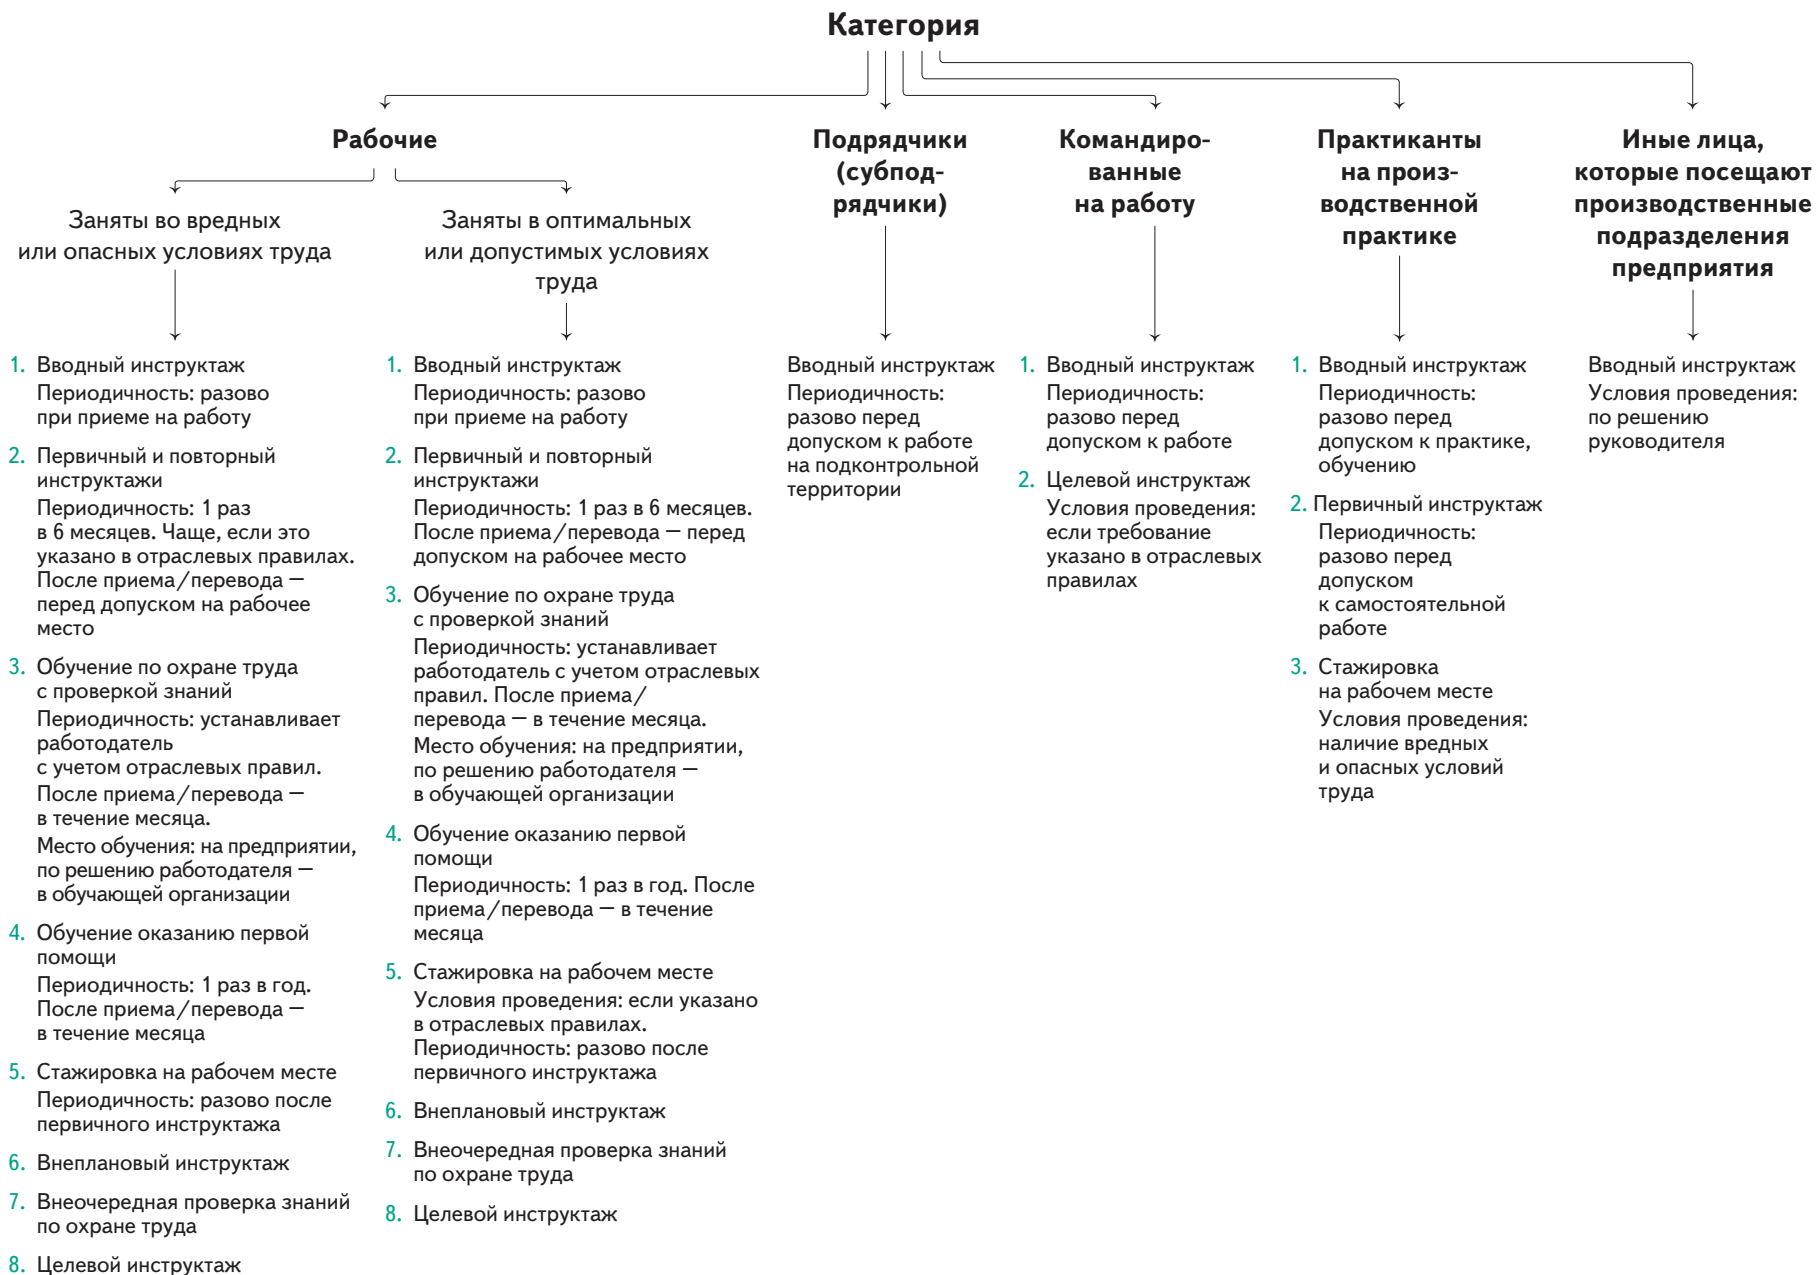 Категория
Рабочие
Заняты во вредных
или опасных условиях труда
1. Вводный инструктаж
Периодичность: разово
при приеме на работу
2. Первичный и повторный
инструктажи
Периодичность: 1 раз
в 6 месяцев. Чаще, если это
указано в отраслевых правилах.
После приема/перевода —
перед допуском на рабочее
место
3. Обучение по охране труда
с проверкой знаний
Периодичность: устанавливает
работодатель
с учетом отраслевых правил.
После приема/перевода —
в течение месяца.
Место обучения: на предприятии,
по решению работодателя —
в обучающей организации
4. Обучение оказанию первой
помощи
Периодичность: 1 раз в год.
После приема/перевода —
в течение месяца
5. Стажировка на рабочем месте
Периодичность: разово после
первичного инструктажа
6. Внеплановый инструктаж
7. Внеочередная проверка знаний
по охране труда
8. Целевой инструктаж
Заняты в оптимальных
или допустимых условиях
труда
1. Вводный инструктаж
Периодичность: разово
при приеме на работу
2. Первичный и повторный
инструктажи
Периодичность: 1 раз в 6 месяцев.
После приема/перевода — перед
допуском на рабочее место
3. Обучение по охране труда
с проверкой знаний
Периодичность: устанавливает
работодатель с учетом отраслевых
правил. После приема/
перевода — в течение месяца.
Место обучения: на предприятии,
по решению работодателя —
в обучающей организации
4. Обучение оказанию первой
помощи
Периодичность: 1 раз в год. После
приема/перевода — в течение
месяца
5. Стажировка на рабочем месте
Условия проведения: если указано
в отраслевых правилах.
Периодичность: разово после
первичного инструктажа
6. Внеплановый инструктаж
7. Внеочередная проверка знаний
по охране труда
8. Целевой инструктаж
Подрядчики
(субпод-
рядчики)
Вводный инструктаж
Периодичность:
разово перед
допуском к работе
на подконтрольной
территории
Командиро-
ванные
на работу
1. Вводный инструктаж
Периодичность:
разово перед
допуском к работе
2. Целевой инструктаж
Условия проведения:
если требование
указано в отраслевых
правилах
Практиканты
на произ-
водственной
практике
1. Вводный инструктаж
Периодичность:
разово перед
допуском к практике,
обучению
2. Первичный инструктаж
Периодичность:
разово перед
допуском
к самостоятельной
работе
3. Стажировка
на рабочем месте
Условия проведения:
наличие вредных
и опасных условий
труда
Иные лица,
которые посещают
производственные
подразделения
предприятия
Вводный инструктаж
Условия проведения:
по решению
руководителя